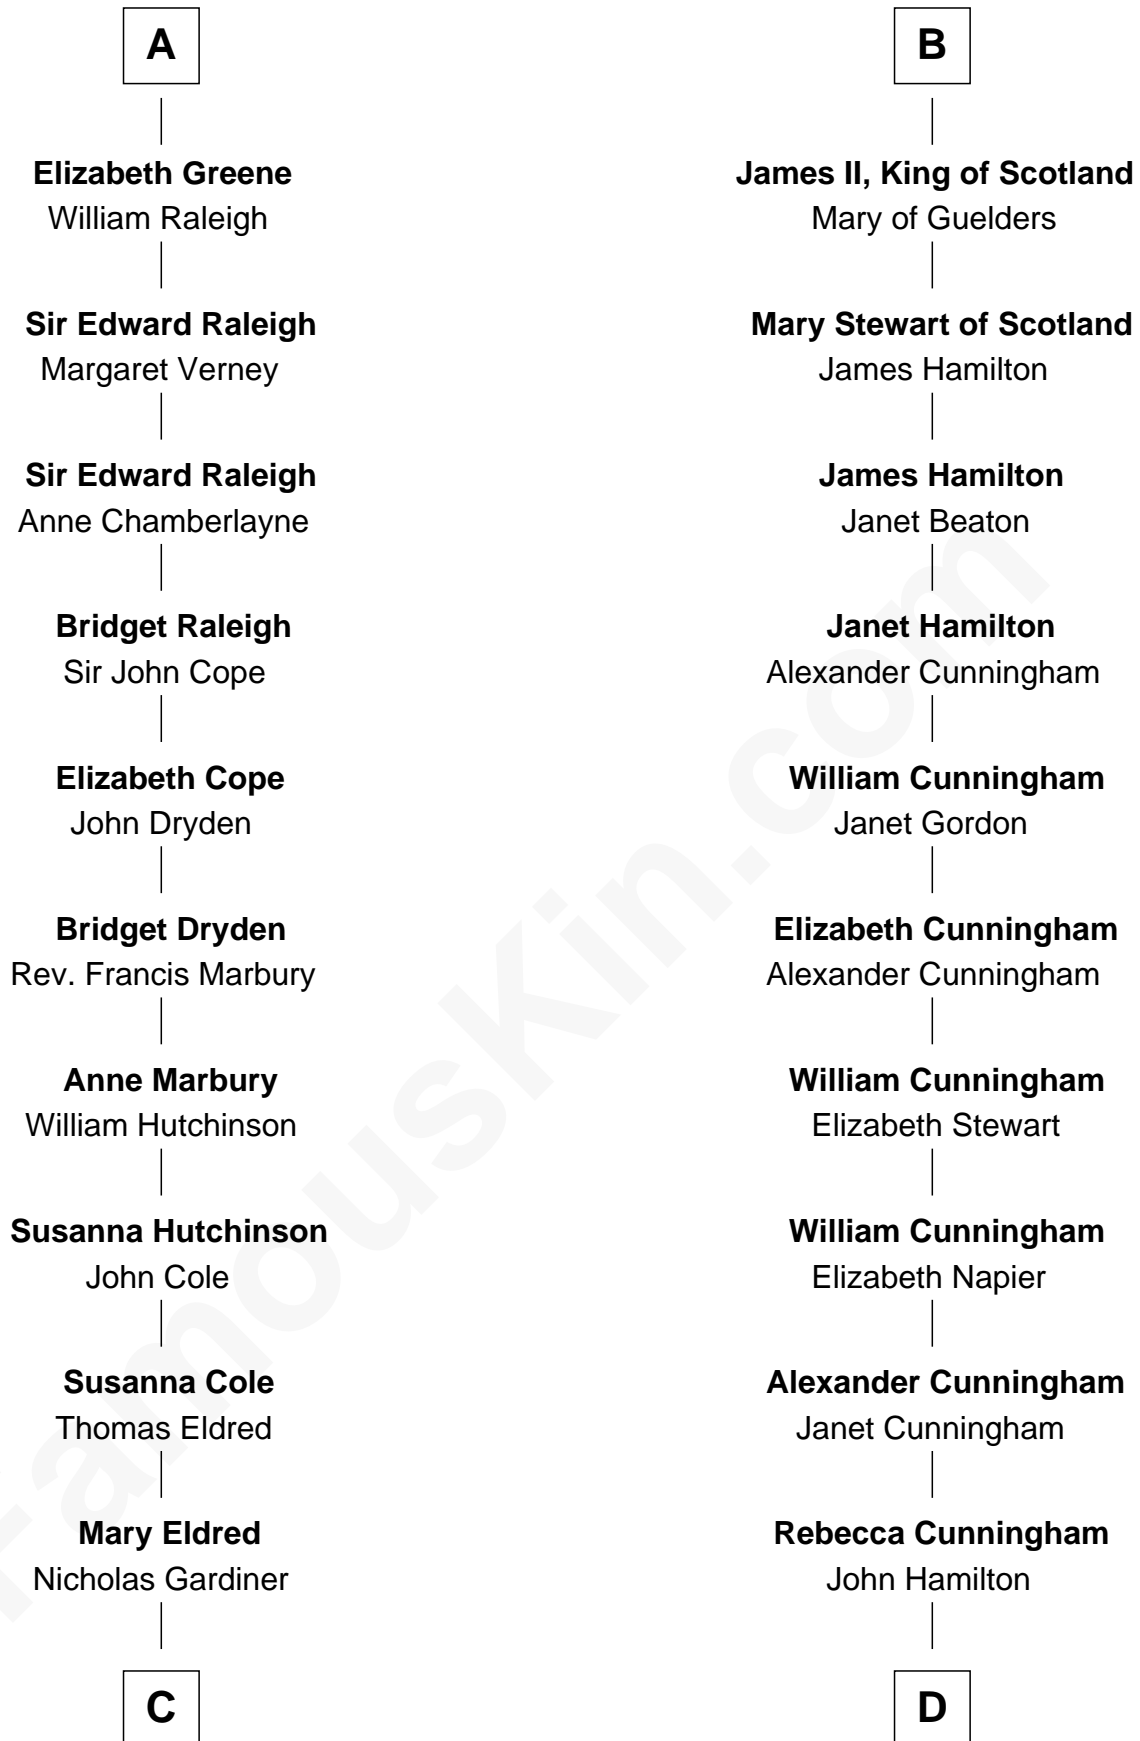 A
Elizabeth Greene
William Raleigh
Sir Edward Raleigh
Margaret Verney
Sir Edward Raleigh
Anne Chamberlayne
Bridget Raleigh
Sir John Cope
Elizabeth Cope
John Dryden
Bridget Dryden
Rev. Francis Marbury
Anne Marbury
William Hutchinson
Susanna Hutchinson
John Cole
Susanna Cole
Thomas Eldred
Mary Eldred
Nicholas Gardiner
C
B
James II, King of Scotland
Mary of Guelders
Mary Stewart of Scotland
James Hamilton
James Hamilton
Janet Beaton
Janet Hamilton
Alexander Cunningham
William Cunningham
Janet Gordon
Elizabeth Cunningham
Alexander Cunningham
William Cunningham
Elizabeth Stewart
William Cunningham
Elizabeth Napier
Alexander Cunningham
Janet Cunningham
Rebecca Cunningham
John Hamilton
D
FamousKin.com